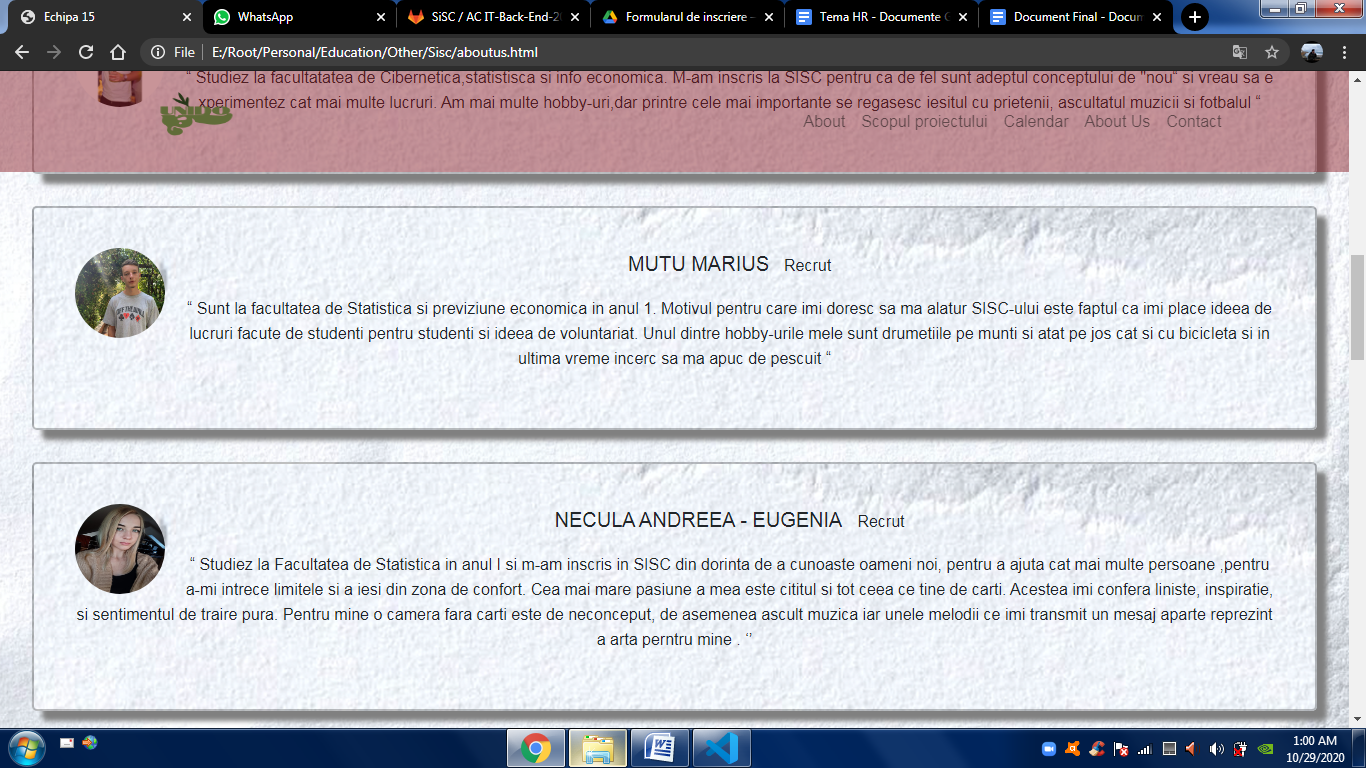 Echipa 15
WhatsApp
SiSC / AC IT-Back-End-2
Formularul de inscriere –
Tema HR - Documente G
Document Final - Docum
File
E:/Root/Personal/Education/Other/Sisc/aboutus.html
“ Studiez la facultatatea de Cibernetica,statistisca si info economica. M-am inscris la SISC pentru ca de fel sunt adeptul conceptului de "nou“ si vreau sa e
xperimentez cat mai multe lucruri. Am mai multe hobby-uri,dar printre cele mai importante se regasesc iesitul cu prietenii, ascultatul muzicii si fotbalul “
About Scopul proiectului Calendar About Us Contact
MUTU MARIUS Recrut
“ Sunt la facultatea de Statistica si previziune economica in anul 1. Motivul pentru care imi doresc sa ma alatur SISC-ului este faptul ca imi place ideea de
lucruri facute de studenti pentru studenti si ideea de voluntariat. Unul dintre hobby-urile mele sunt drumetiile pe munti si atat pe jos cat si cu bicicleta si in
ultima vreme incerc sa ma apuc de pescuit “
NECULA ANDREEA - EUGENIA Recrut
“ Studiez la Facultatea de Statistica in anul I si m-am inscris in SISC din dorinta de a cunoaste oameni noi, pentru a ajuta cat mai multe persoane ,pentru
a-mi intrece limitele si a iesi din zona de confort. Cea mai mare pasiune a mea este cititul si tot ceea ce tine de carti. Acestea imi confera liniste, inspiratie,
si sentimentul de traire pura. Pentru mine o camera fara carti este de neconceput, de asemenea ascult muzica iar unele melodii ce imi transmit un mesaj aparte reprezint
a arta perntru mine . ‘’
1:00 AM
10/29/2020